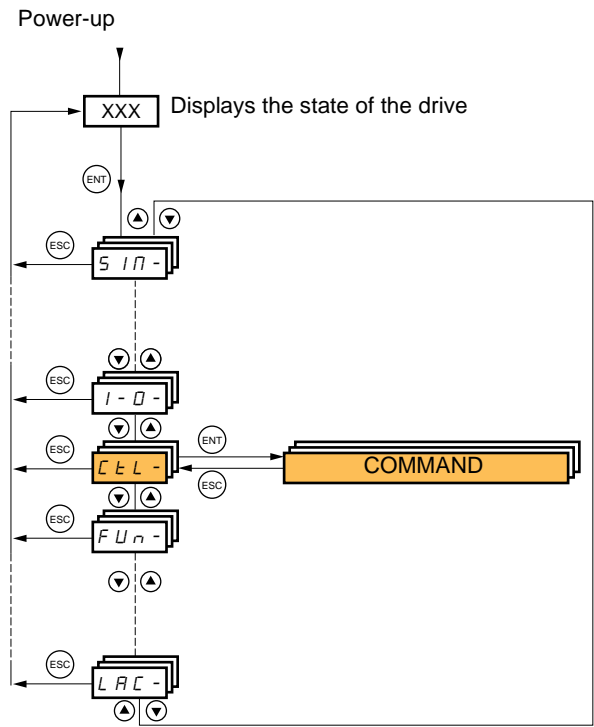 Power-up
XXX Displays the state of the drive
ENT
ESC
SIM-
ESC
I-O-
ESC
CtL-
ENT
ESC
COMMAND
ESC
FUn-
ESC
LAC-